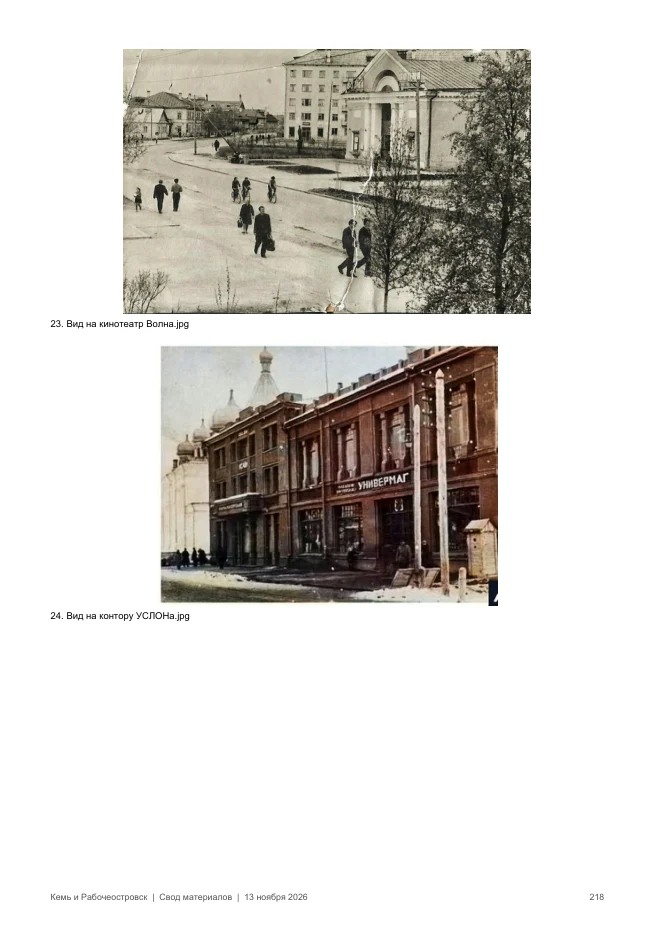 23. Вид на кинотеатр Волна.jpg
УНИВЕРМАГ
24. Вид на контору УСЛОНа.jpg
Кемь и Рабочеостровск | Свод материалов | 13 ноября 2026
218